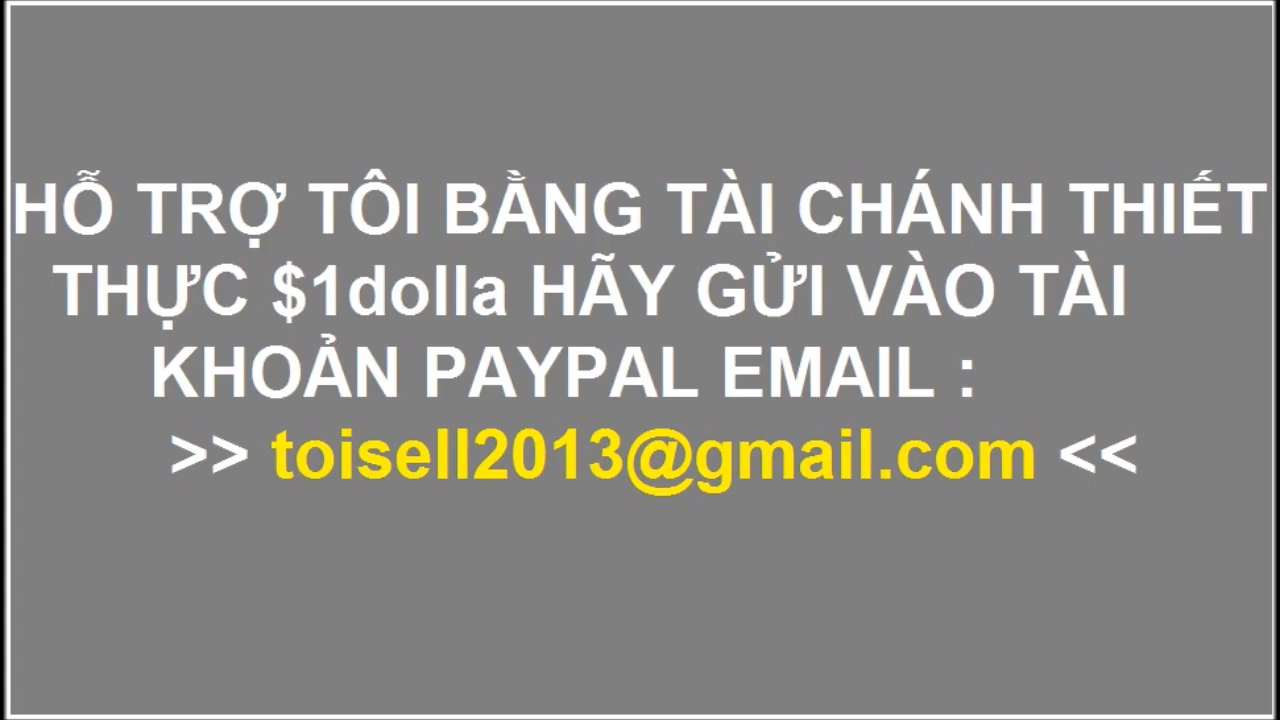 HỖ TRỢ TÔI BẰNG TÀI CHÁNH THIẾT
THỰC $1dolla HÃY GỬI VÀO TÀI
KHOẢN PAYPAL EMAIL :
>> toisell2013@gmail.com <<